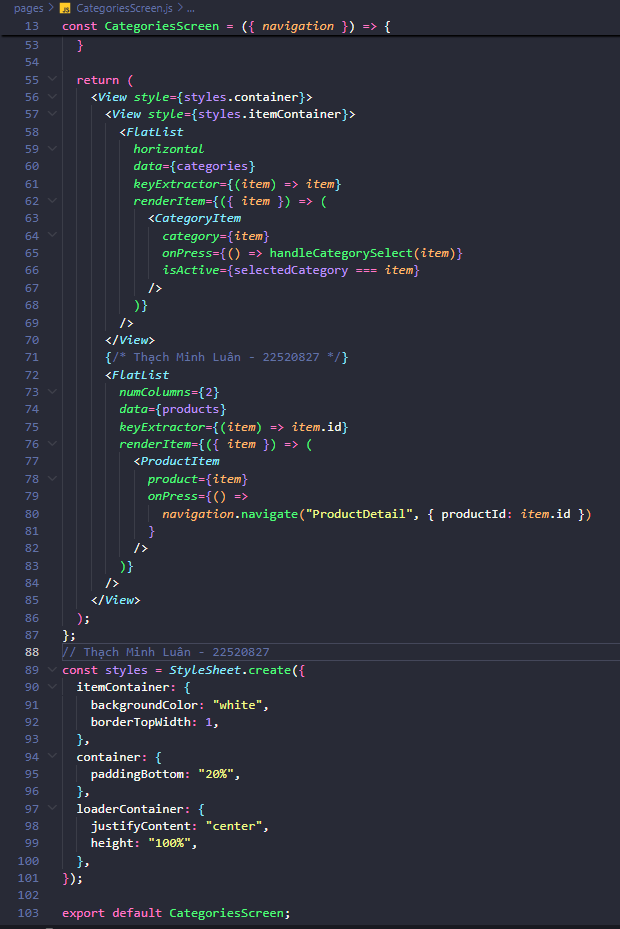 pages > JS CategoriesScreen.js > ...
13 const CategoriesScreen = ({ navigation }) => {
53 }
54
55 return (
56 <View style={styles.container}>
57 <View style={styles.itemContainer}>
58 <FlatList
59 horizontal
60 data={categories}
61 keyExtractor={(item) => item}
62 renderItem={({ item }) => (
63 <CategoryItem
64 category={item}
65 onPress={() => handleCategorySelect(item)}
66 isActive={selectedCategory === item}
67 />
68 )}
69 />
70 </View>
71 {/* Thạch Minh Luân - 22520827 */}
72 <FlatList
73 numColumns={2}
74 data={products}
75 keyExtractor={(item) => item.id}
76 renderItem={({ item }) => (
77 <ProductItem
78 product={item}
79 onPress={() =>
80 navigation.navigate("ProductDetail", { productId: item.id })
81 }
82 />
83 )}
84 />
85 </View>
86 );
87 };
88 // Thạch Minh Luân - 22520827
89 const styles = StyleSheet.create({
90 itemContainer: {
91 backgroundColor: "white",
92 borderTopWidth: 1,
93 },
94 container: {
95 paddingBottom: "20%",
96 },
97 loaderContainer: {
98 justifyContent: "center",
99 height: "100%",
100 },
101 });
102
103 export default CategoriesScreen;